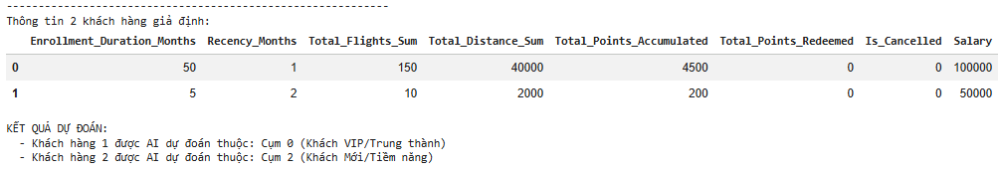 ------------------------------------------------------------
Thông tin 2 khách hàng giả định:
Enrollment_Duration_Months Recency_Months Total_Flights_Sum Total_Distance_Sum Total_Points_Accumulated Total_Points_Redeemed Is_Cancelled Salary
0 50 1 150 40000 4500 0 0 100000
1 5 2 10 2000 200 0 0 50000
KẾT QUẢ DỰ ĐOÁN:
- Khách hàng 1 được AI dự đoán thuộc: Cụm 0 (Khách VIP/Trung thành)
- Khách hàng 2 được AI dự đoán thuộc: Cụm 2 (Khách Mới/Tiềm năng)